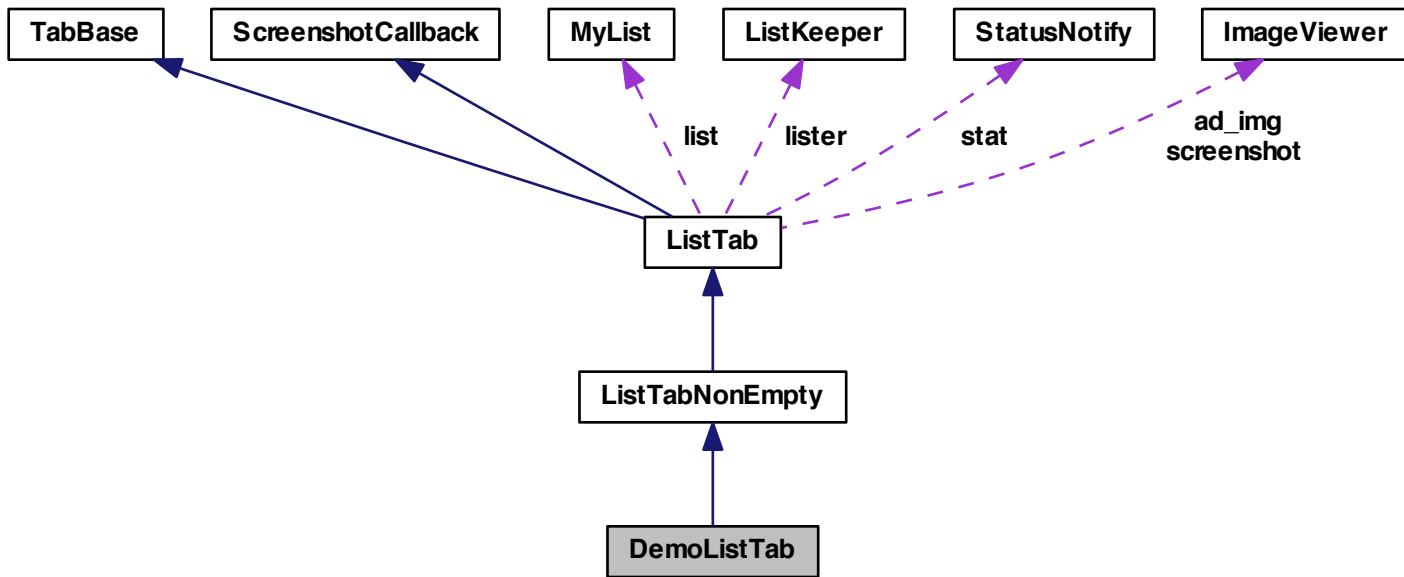 TabBase
ScreenshotCallback
MyList
ListKeeper
StatusNotify
ImageViewer
list
lister
stat
ad_img
screenshot
ListTab
ListTabNonEmpty
DemoListTab